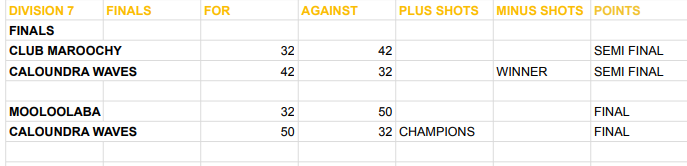 DIVISION 7 FINALS FOR AGAINST PLUS SHOTS MINUS SHOTS POINTS
FINALS
CLUB MAROOCHY 32 42 SEMI FINAL
CALOUNDRA WAVES 42 32 WINNER SEMI FINAL
MOOLOOLABA 32 50 FINAL
CALOUNDRA WAVES 50 32 CHAMPIONS FINAL